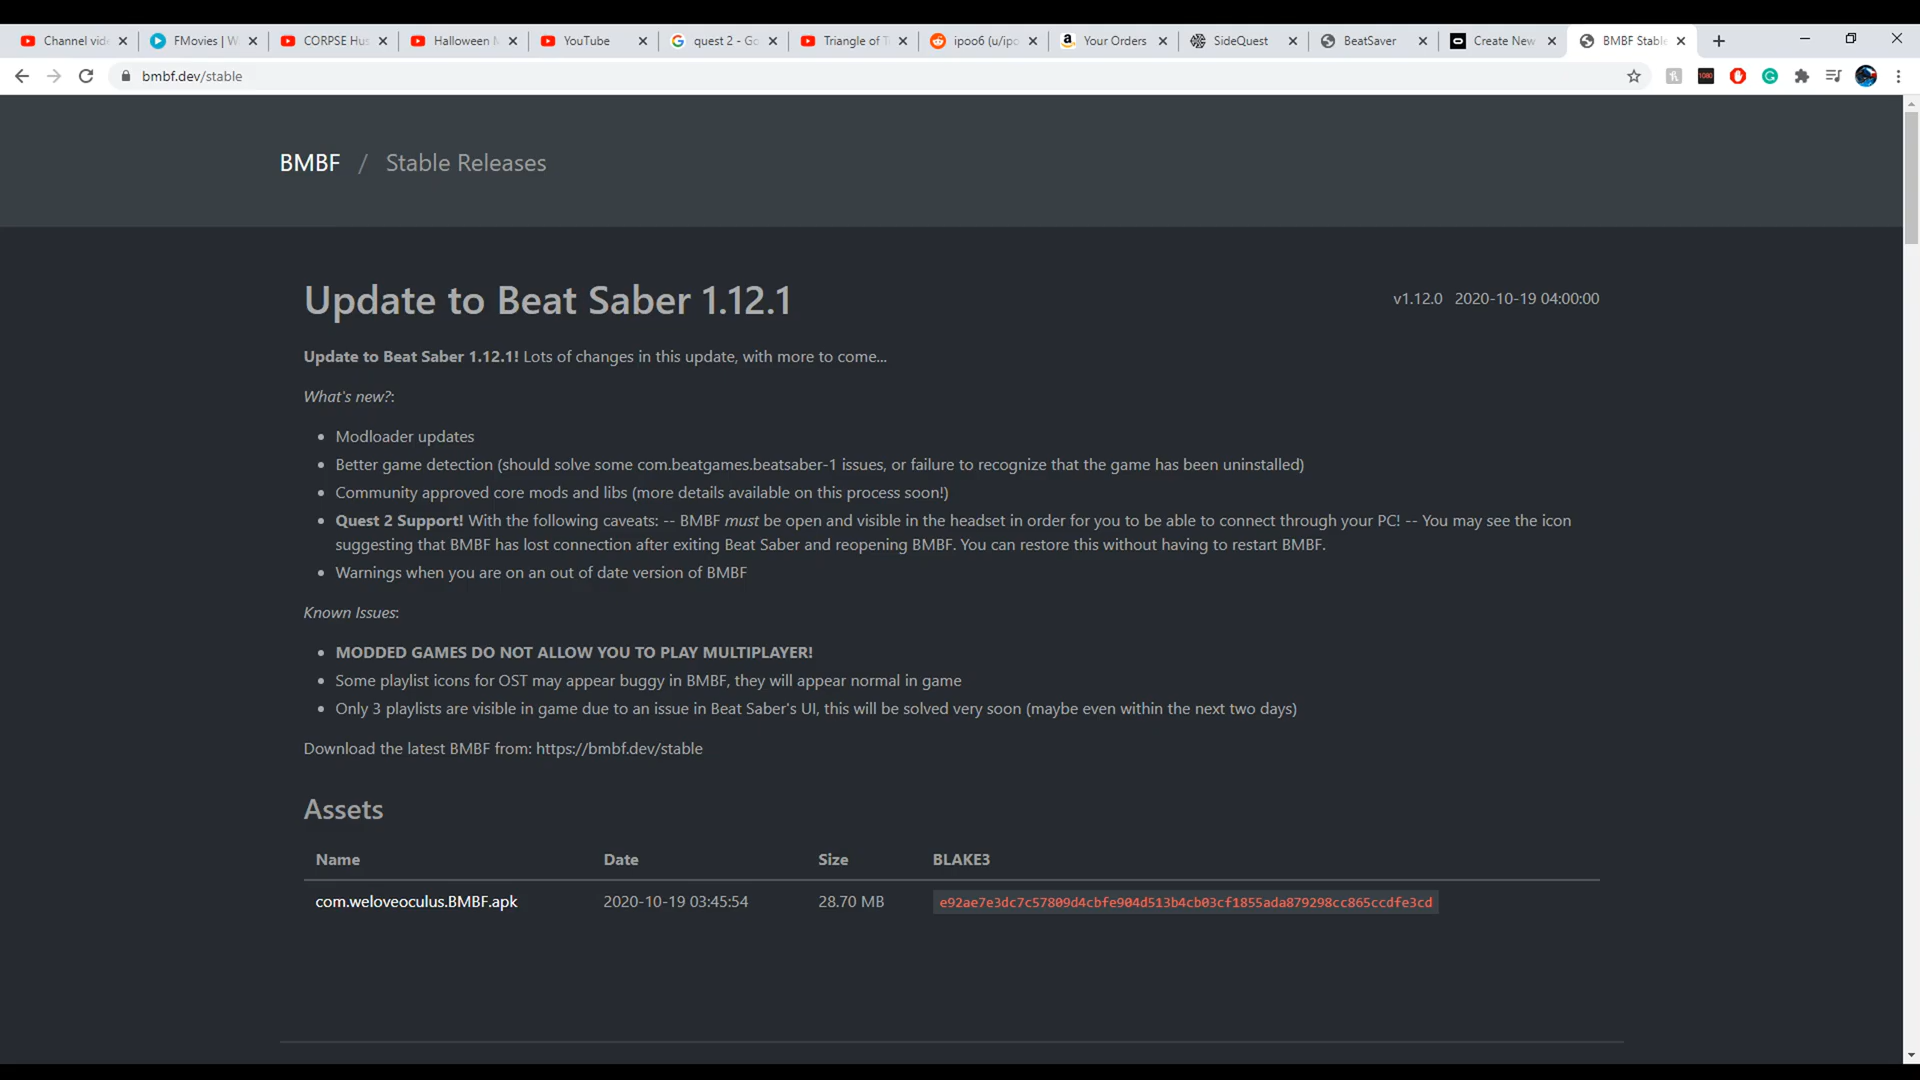 Channel vid
FMovies | W
CORPSE Hus
Halloween M
YouTube
quest 2 - Go
Triangle of T
ipoo6 (u/ipo
Your Orders
SideQuest
BeatSaver
Create New
BMBF Stabl
bmbf.dev/stable
1080
BMBF / Stable Releases
Update to Beat Saber 1.12.1
v1.12.0 2020-10-19 04:00:00
Update to Beat Saber 1.12.1! Lots of changes in this update, with more to come...
What's new?:
Modloader updates
Better game detection (should solve some com.beatgames.beatsaber-1 issues, or failure to recognize that the game has been uninstalled)
Community approved core mods and libs (more details available on this process soon!)
Quest 2 Support! With the following caveats: -- BMBF must be open and visible in the headset in order for you to be able to connect through your PC! -- You may see the icon
suggesting that BMBF has lost connection after exiting Beat Saber and reopening BMBF. You can restore this without having to restart BMBF.
Warnings when you are on an out of date version of BMBF
Known Issues:
MODDED GAMES DO NOT ALLOW YOU TO PLAY MULTIPLAYER!
Some playlist icons for OST may appear buggy in BMBF, they will appear normal in game
Only 3 playlists are visible in game due to an issue in Beat Saber's UI, this will be solved very soon (maybe even within the next two days)
Download the latest BMBF from: https://bmbf.dev/stable
Assets
Name Date Size BLAKE3
com.weloveoculus.BMBF.apk 2020-10-19 03:45:54 28.70 MB e92ae7e3dc7c57809d4cbfe904d513b4cb03cf1855ada879298cc865ccdfe3cd